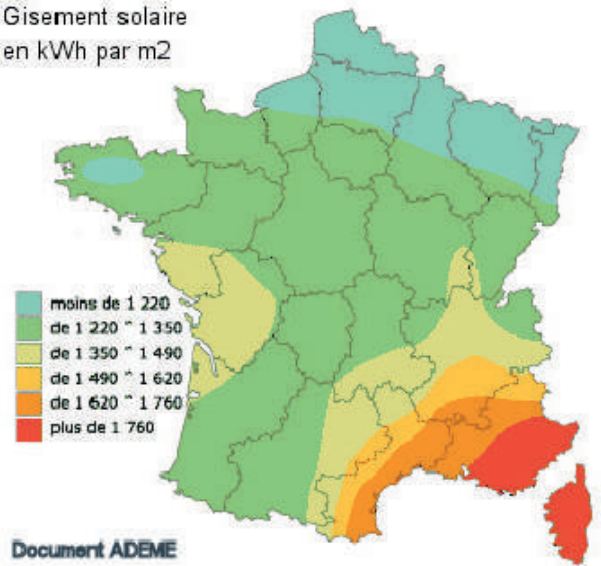 Gisement solaire
en kWh par m2
moins de 1 220
de 1 220 ^ 1 350
de 1 350 ^ 1 490
de 1 490 ^ 1 620
de 1 620 ^ 1 760
plus de 1 760
Document ADEME